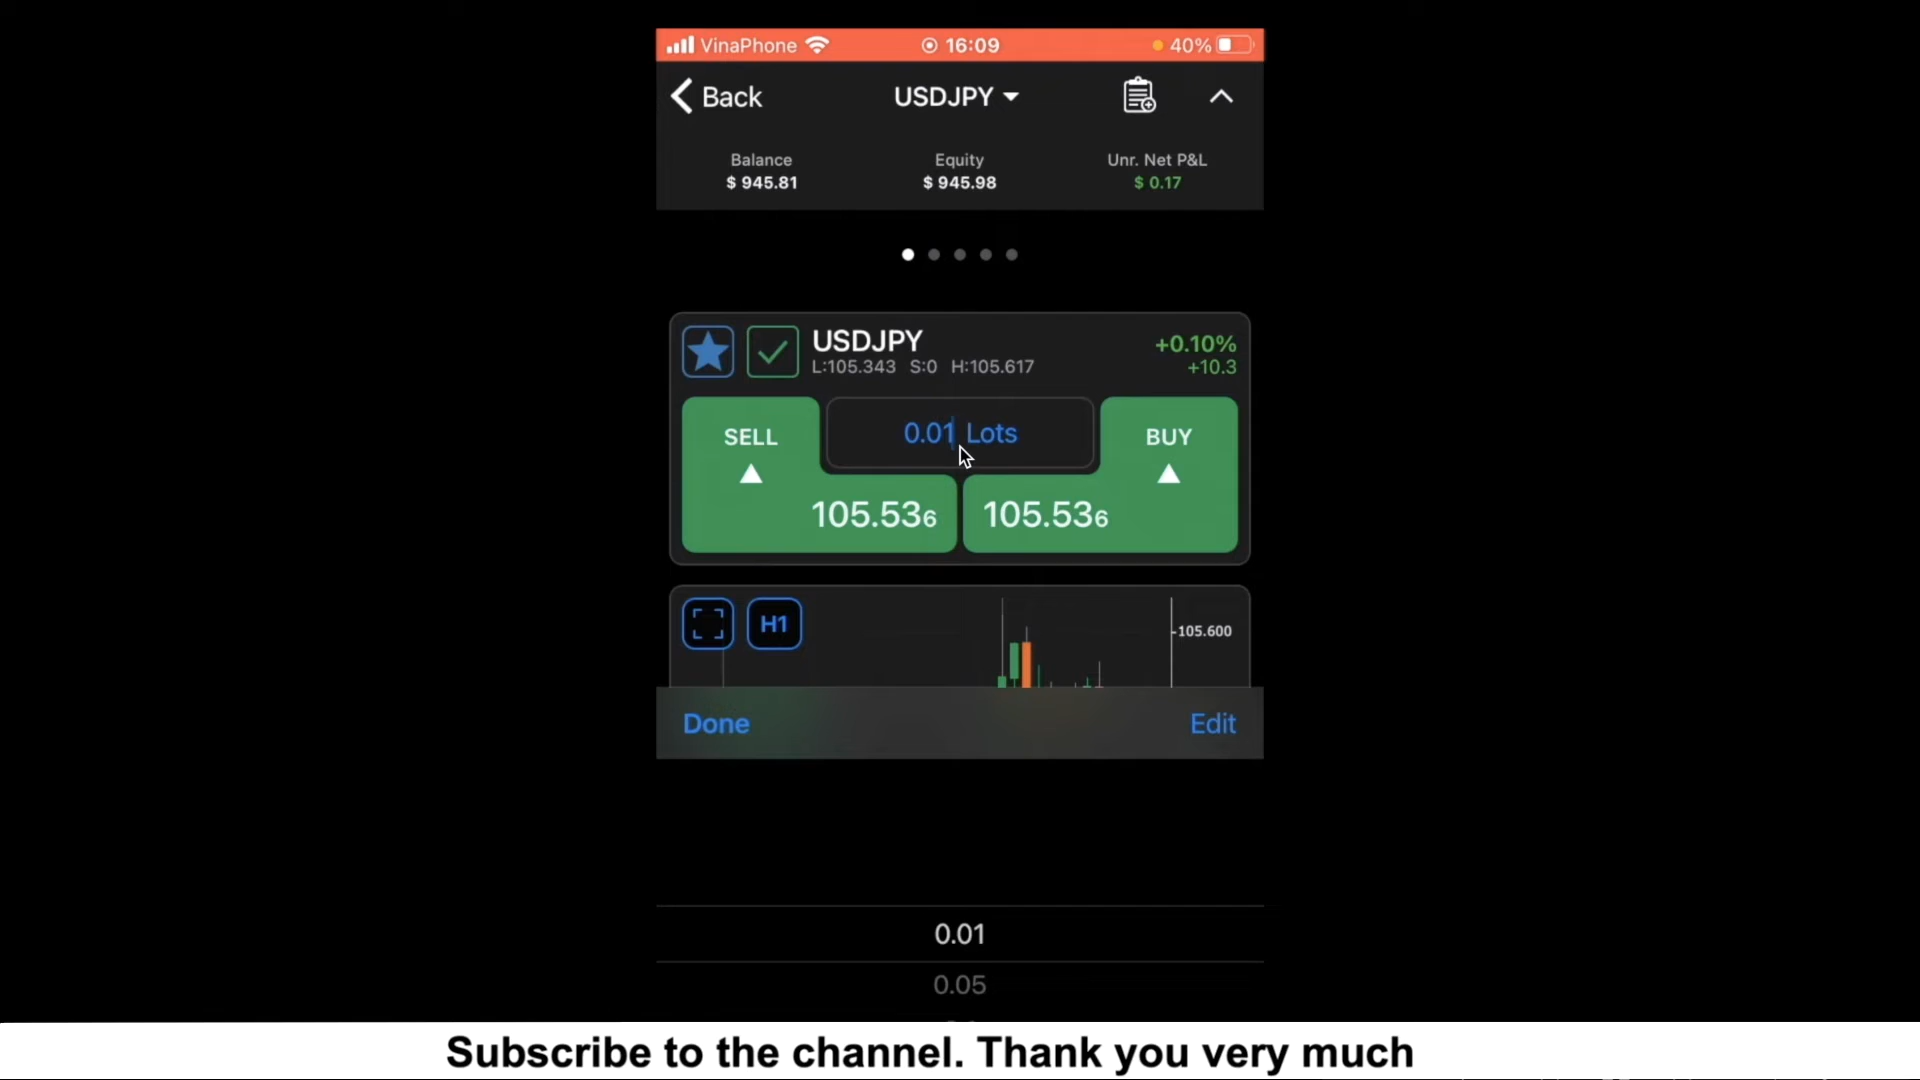 VinaPhone 16:09 40%
Back USDJPY
Balance Equity Unr. Net P&L
$ 945.81 $ 945.98 $ 0.17
USDJPY +0.10%
L:105.343 S:0 H:105.617 +10.3
SELL 0.01 Lots BUY
105.536 105.536
H1 105.600
Done Edit
0.01
0.05
Subscribe to the channel. Thank you very much